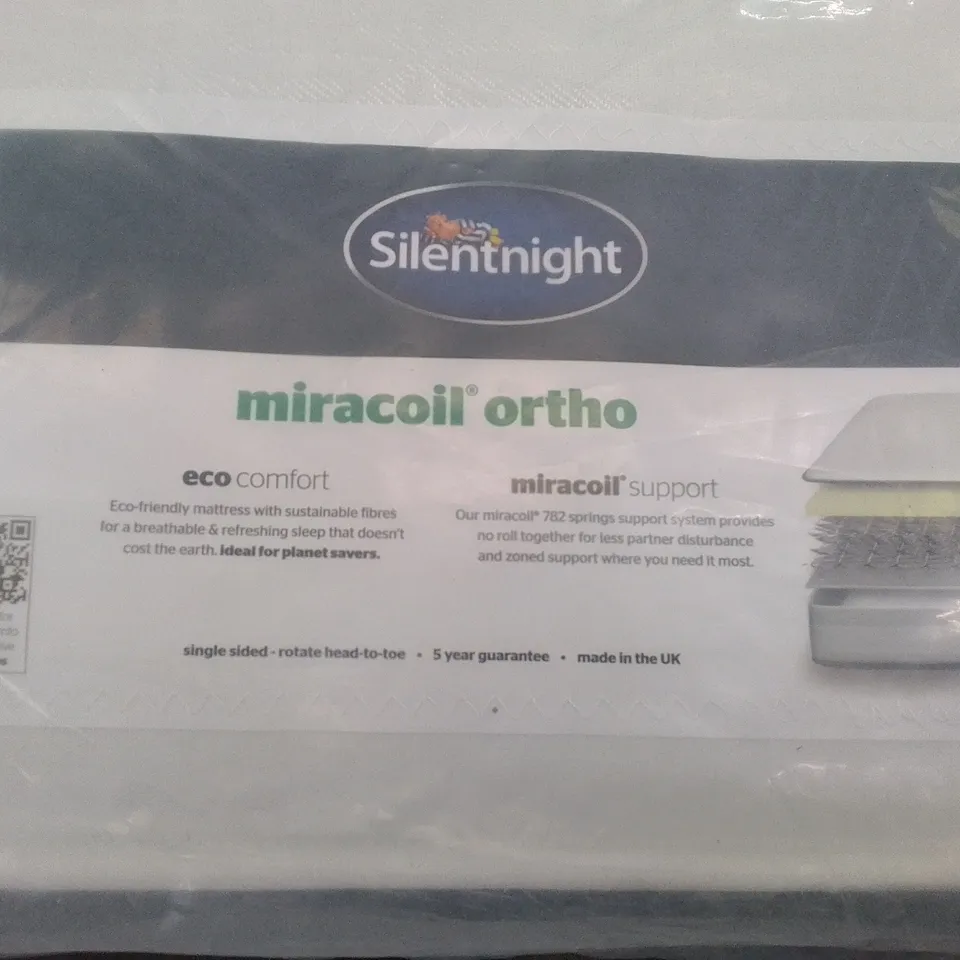 Silentnight
miracoil® ortho
eco comfort
Eco-friendly mattress with sustainable fibres
for a breathable & refreshing sleep that doesn't
cost the earth. ideal for planet savers.
miracoil® support
Our miracoil® 782 springs support system provides
no roll together for less partner disturbance
and zoned support where you need it most.
single sided - rotate head-to-toe • 5 year guarantee • made in the UK